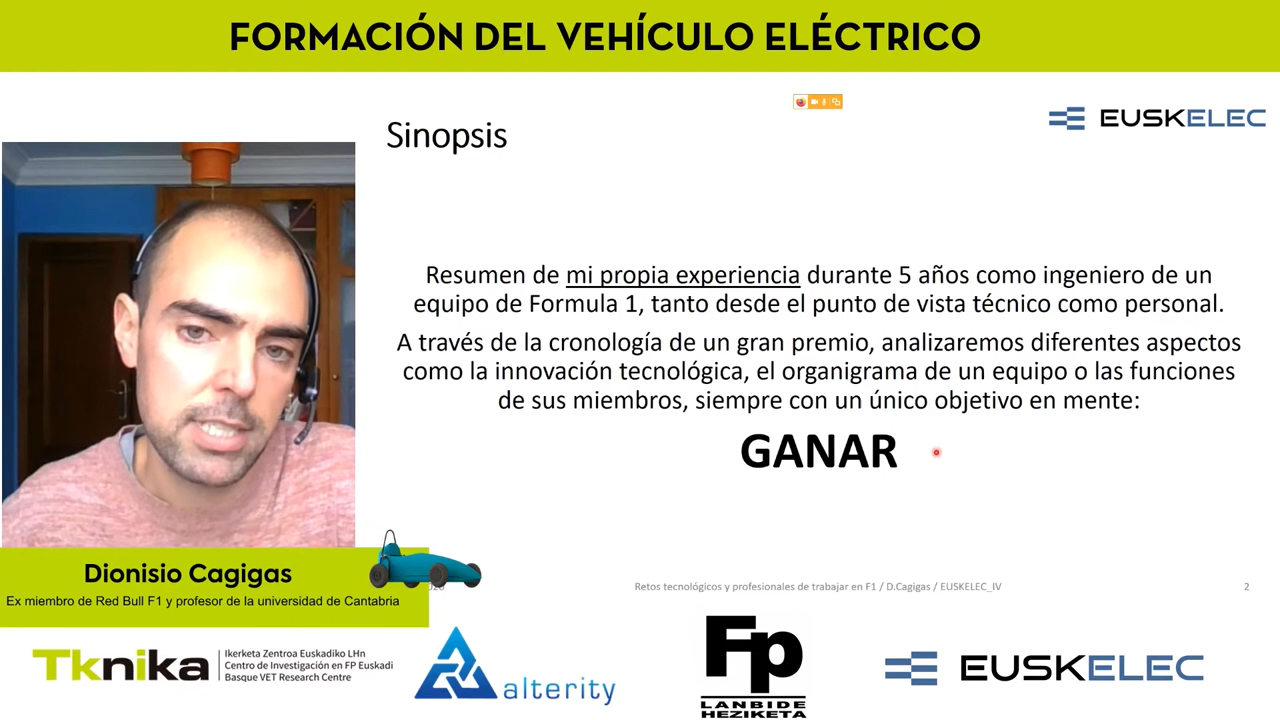 FORMACIÓN DEL VEHÍCULO ELÉCTRICO
EUSKELEC
Sinopsis
Resumen de mi propia experiencia durante 5 años como ingeniero de un
equipo de Formula 1, tanto desde el punto de vista técnico como personal.
A través de la cronología de un gran premio, analizaremos diferentes aspectos
como la innovación tecnológica, el organigrama de un equipo o las funciones
de sus miembros, siempre con un único objetivo en mente:
GANAR
Dionisio Cagigas
Ex miembro de Red Bull F1 y profesor de la universidad de Cantabria
Retos tecnológicos y profesionales de trabajar en F1 / D.Cagigas / EUSKELEC_IV
2
Tknika
Ikerketa Zentroa Euskadiko LHn
Centro de Investigación en FP Euskadi
Basque VET Research Centre
alterity
Fp
LANBIDE
HEZIKETA
EUSKELEC